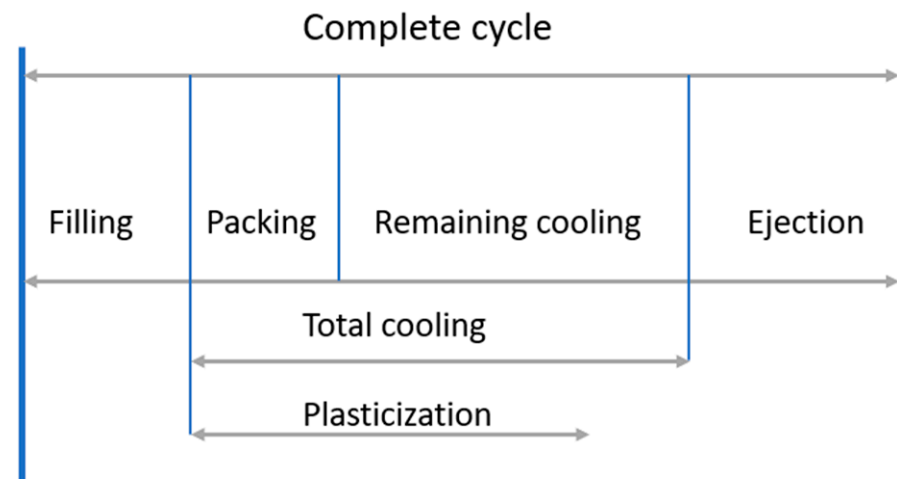 Complete cycle
Filling
Packing
Remaining cooling
Ejection
Total cooling
Plasticization